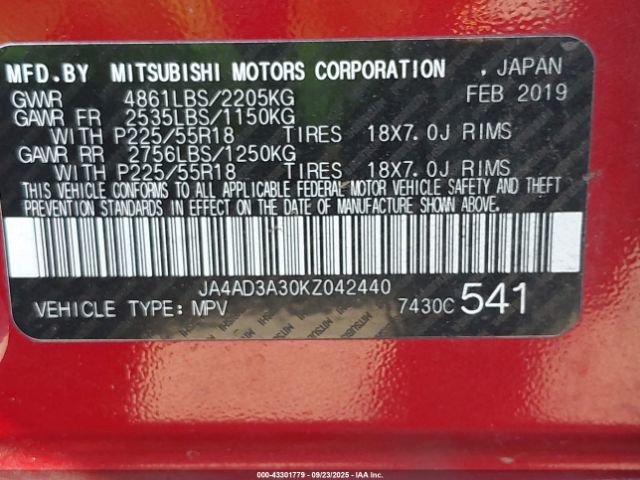 MFD.BY MITSUBISHI MOTORS CORPORATION , JAPAN
GVWR 4861LBS/2205KG FEB 2019
GAWR FR 2535LBS/1150KG
WITH P225/55R18 TIRES 18X7.0J RIMS
GAWR RR 2756LBS/1250KG
WITH P225/55R18 TIRES 18X7.0J RIMS
THIS VEHICLE CONFORMS TO ALL APPLICABLE FEDERAL MOTOR VEHICLE SAFETY AND THEFT
PREVENTION STANDARDS IN EFFECT ON THE DATE OF MANUFACTURE SHOWN ABOVE.
JA4AD3A30KZ042440
VEHICLE TYPE: MPV 7430C 541
000-43301779 - 09/23/2025 - IAAI.COM